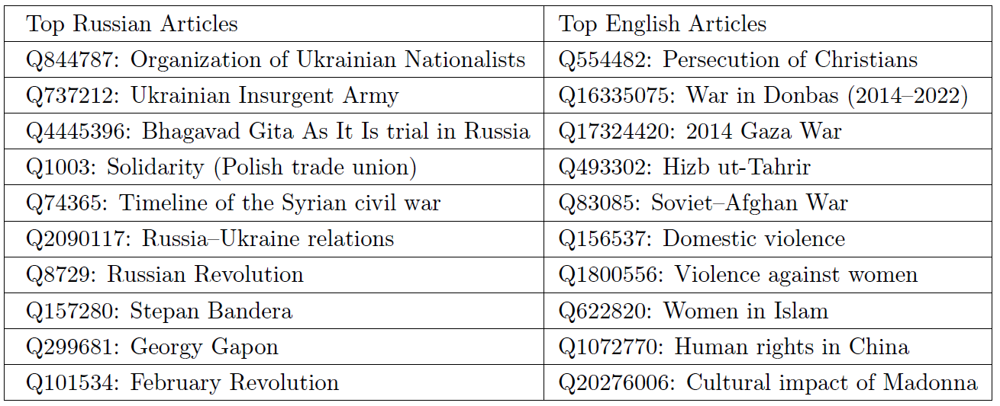 Top Russian Articles Top English Articles
Q844787: Organization of Ukrainian Nationalists Q554482: Persecution of Christians
Q737212: Ukrainian Insurgent Army Q16335075: War in Donbas (2014–2022)
Q4445396: Bhagavad Gita As It Is trial in Russia Q17324420: 2014 Gaza War
Q1003: Solidarity (Polish trade union) Q493302: Hizb ut-Tahrir
Q74365: Timeline of the Syrian civil war Q83085: Soviet–Afghan War
Q2090117: Russia–Ukraine relations Q156537: Domestic violence
Q8729: Russian Revolution Q1800556: Violence against women
Q157280: Stepan Bandera Q622820: Women in Islam
Q299681: Georgy Gapon Q1072770: Human rights in China
Q101534: February Revolution Q20276006: Cultural impact of Madonna